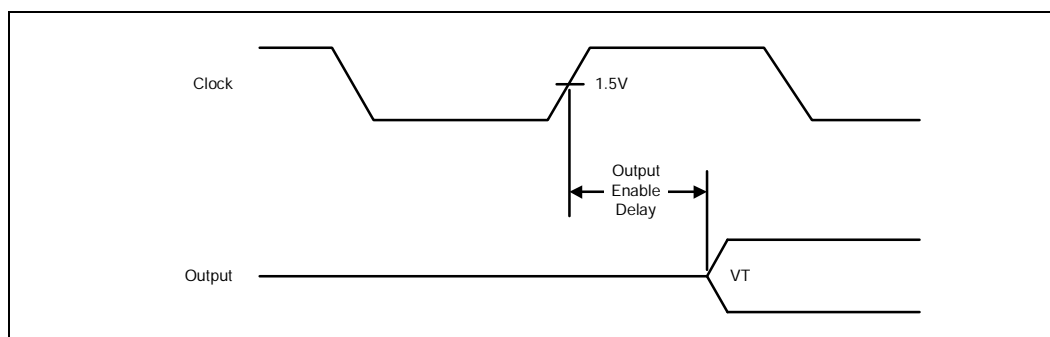 Clock
1.5V
Output
Enable
Delay
Output
VT